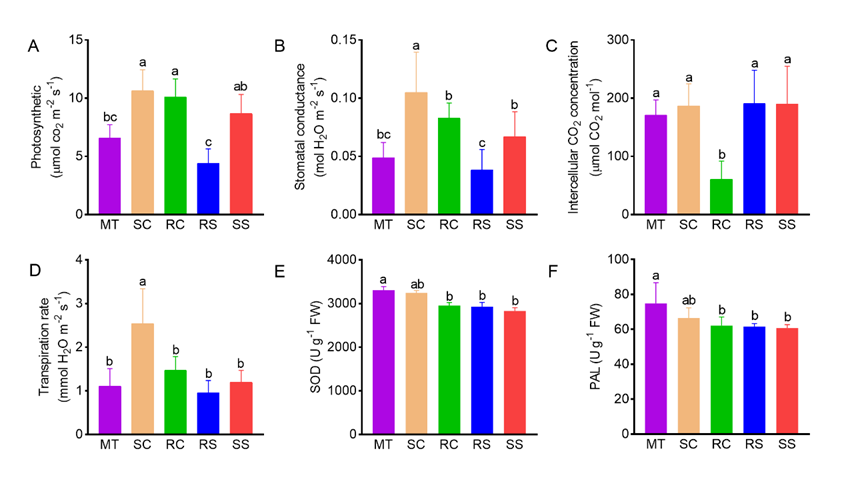 A
Photosynthetic
(μmol co₂ m⁻² s⁻¹)
15
10
5
0
bc
a
a
c
ab
MT SC RC RS SS
B
Stomatal conductance
(mol H₂O m⁻² s⁻¹)
0.15
0.10
0.05
0.00
bc
a
b
c
b
MT SC RC RS SS
C
Intercellular CO₂ concentration
(μmol CO₂ mol⁻¹)
300
200
100
0
a
a
b
a
a
MT SC RC RS SS
D
Transpiration rate
(mmol H₂O m⁻² s⁻¹)
4
3
2
1
0
b
a
b
b
b
MT SC RC RS SS
E
SOD (U g⁻¹ FW)
4000
3000
2000
1000
0
a
ab
b
b
b
MT SC RC RS SS
F
PAL (U g⁻¹ FW)
100
80
60
40
20
0
a
ab
b
b
b
MT SC RC RS SS